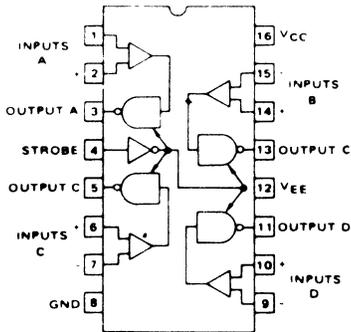 1
INPUTS
A
+ 2
OUTPUT A 3
STROBE 4
OUTPUT C 5
+ 6
INPUTS
C
- 7
GND 8
16 VCC
15 -
INPUTS
B
14 +
13 OUTPUT C
12 VEE
11 OUTPUT D
10 +
INPUTS
D
9 -